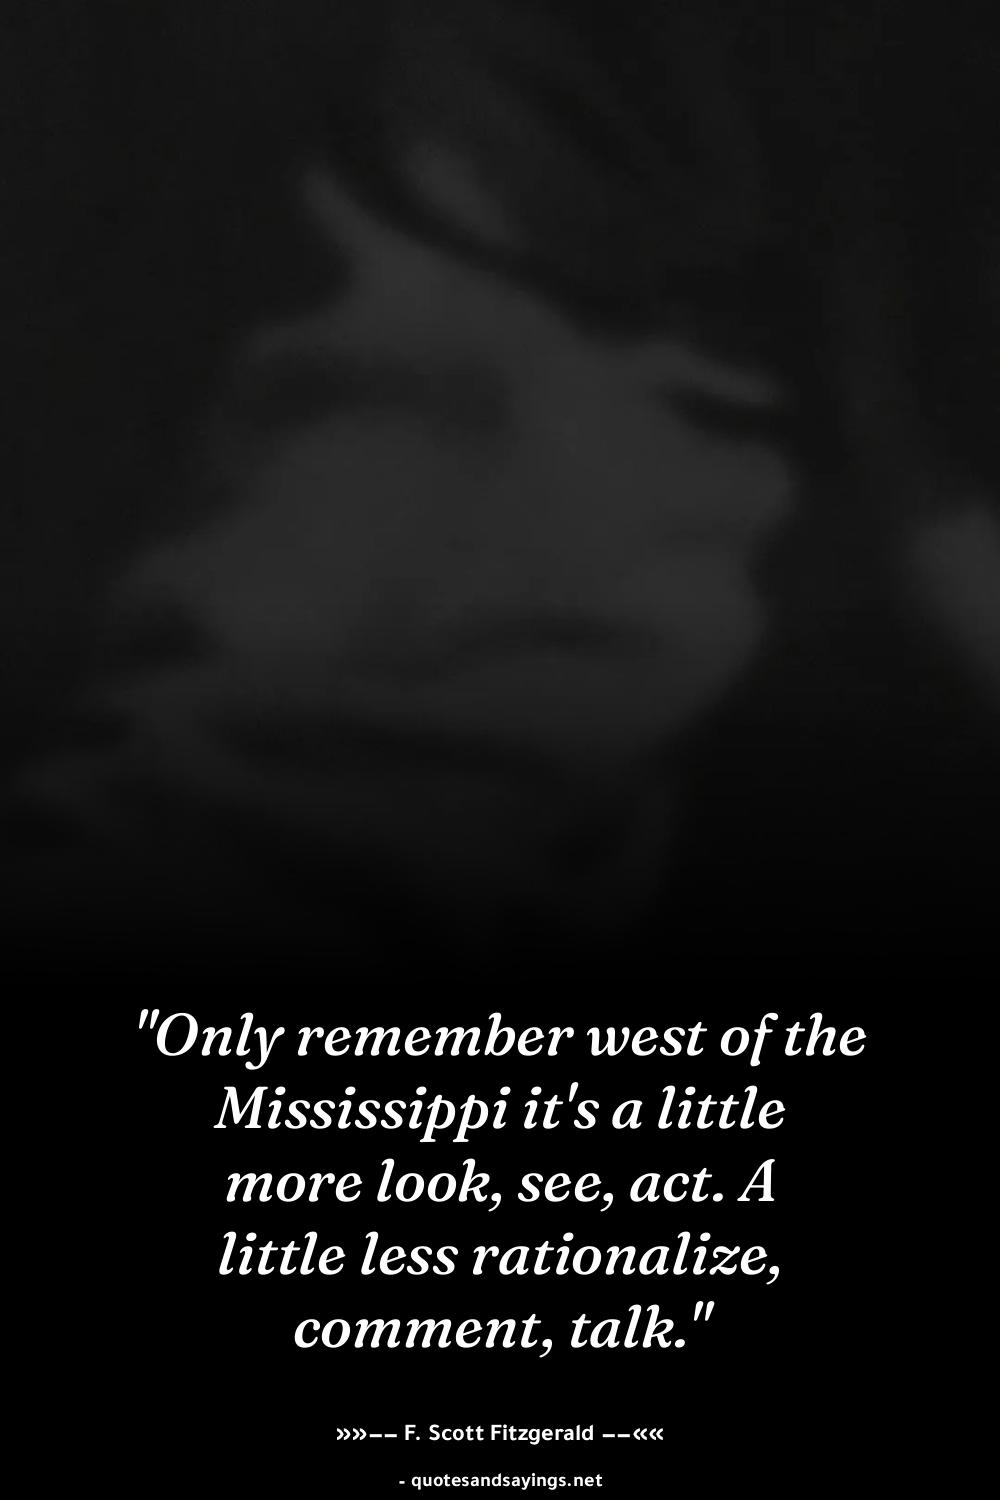 "Only remember west of the
Mississippi it's a little
more look, see, act. A
little less rationalize,
comment, talk."
»»−− F. Scott Fitzgerald −−««
- quotesandsayings.net